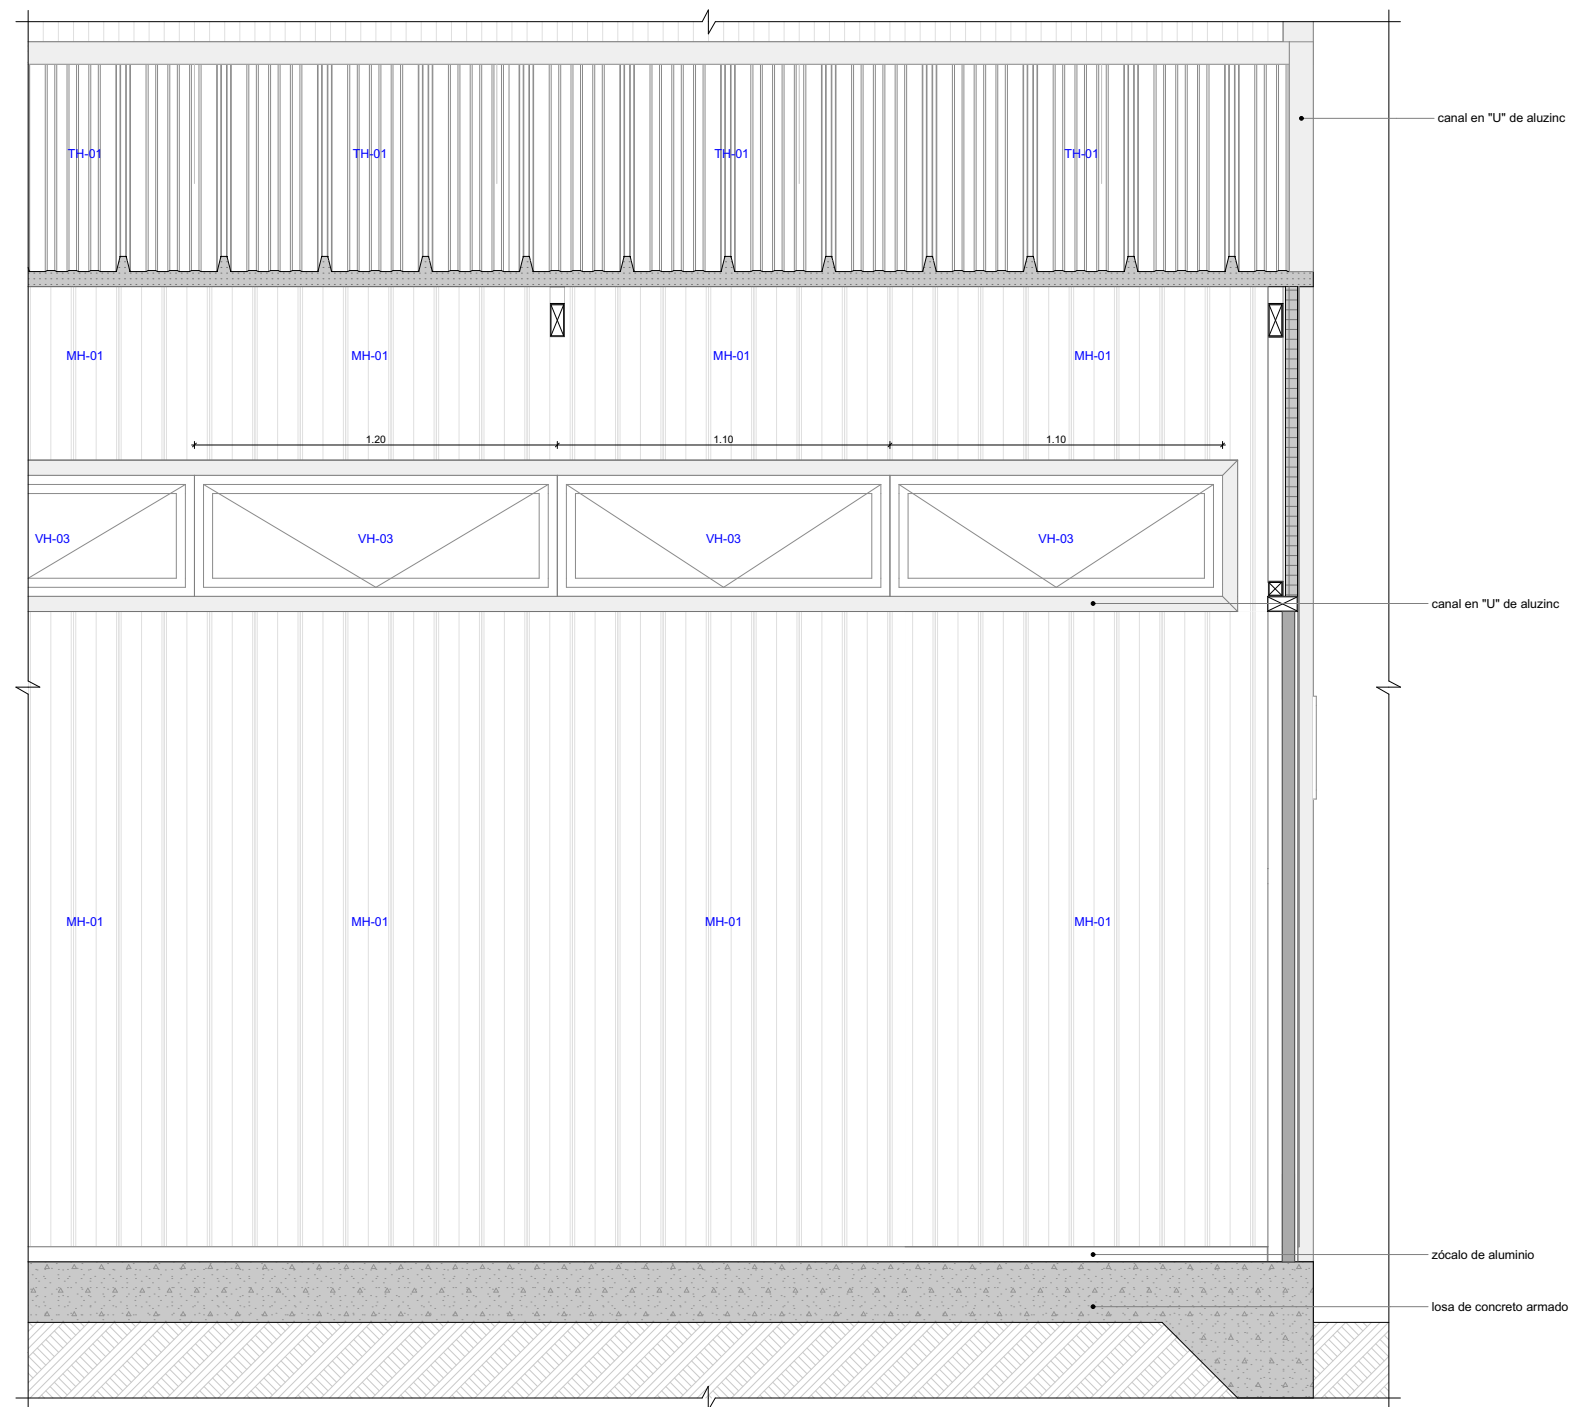 canal en "U" de aluzinc
TH-01
TH-01
TH-01
TH-01
MH-01
MH-01
MH-01
MH-01
1.20
1.10
1.10
VH-03
VH-03
VH-03
VH-03
canal en "U" de aluzinc
MH-01
MH-01
MH-01
MH-01
zócalo de aluminio
losa de concreto armado